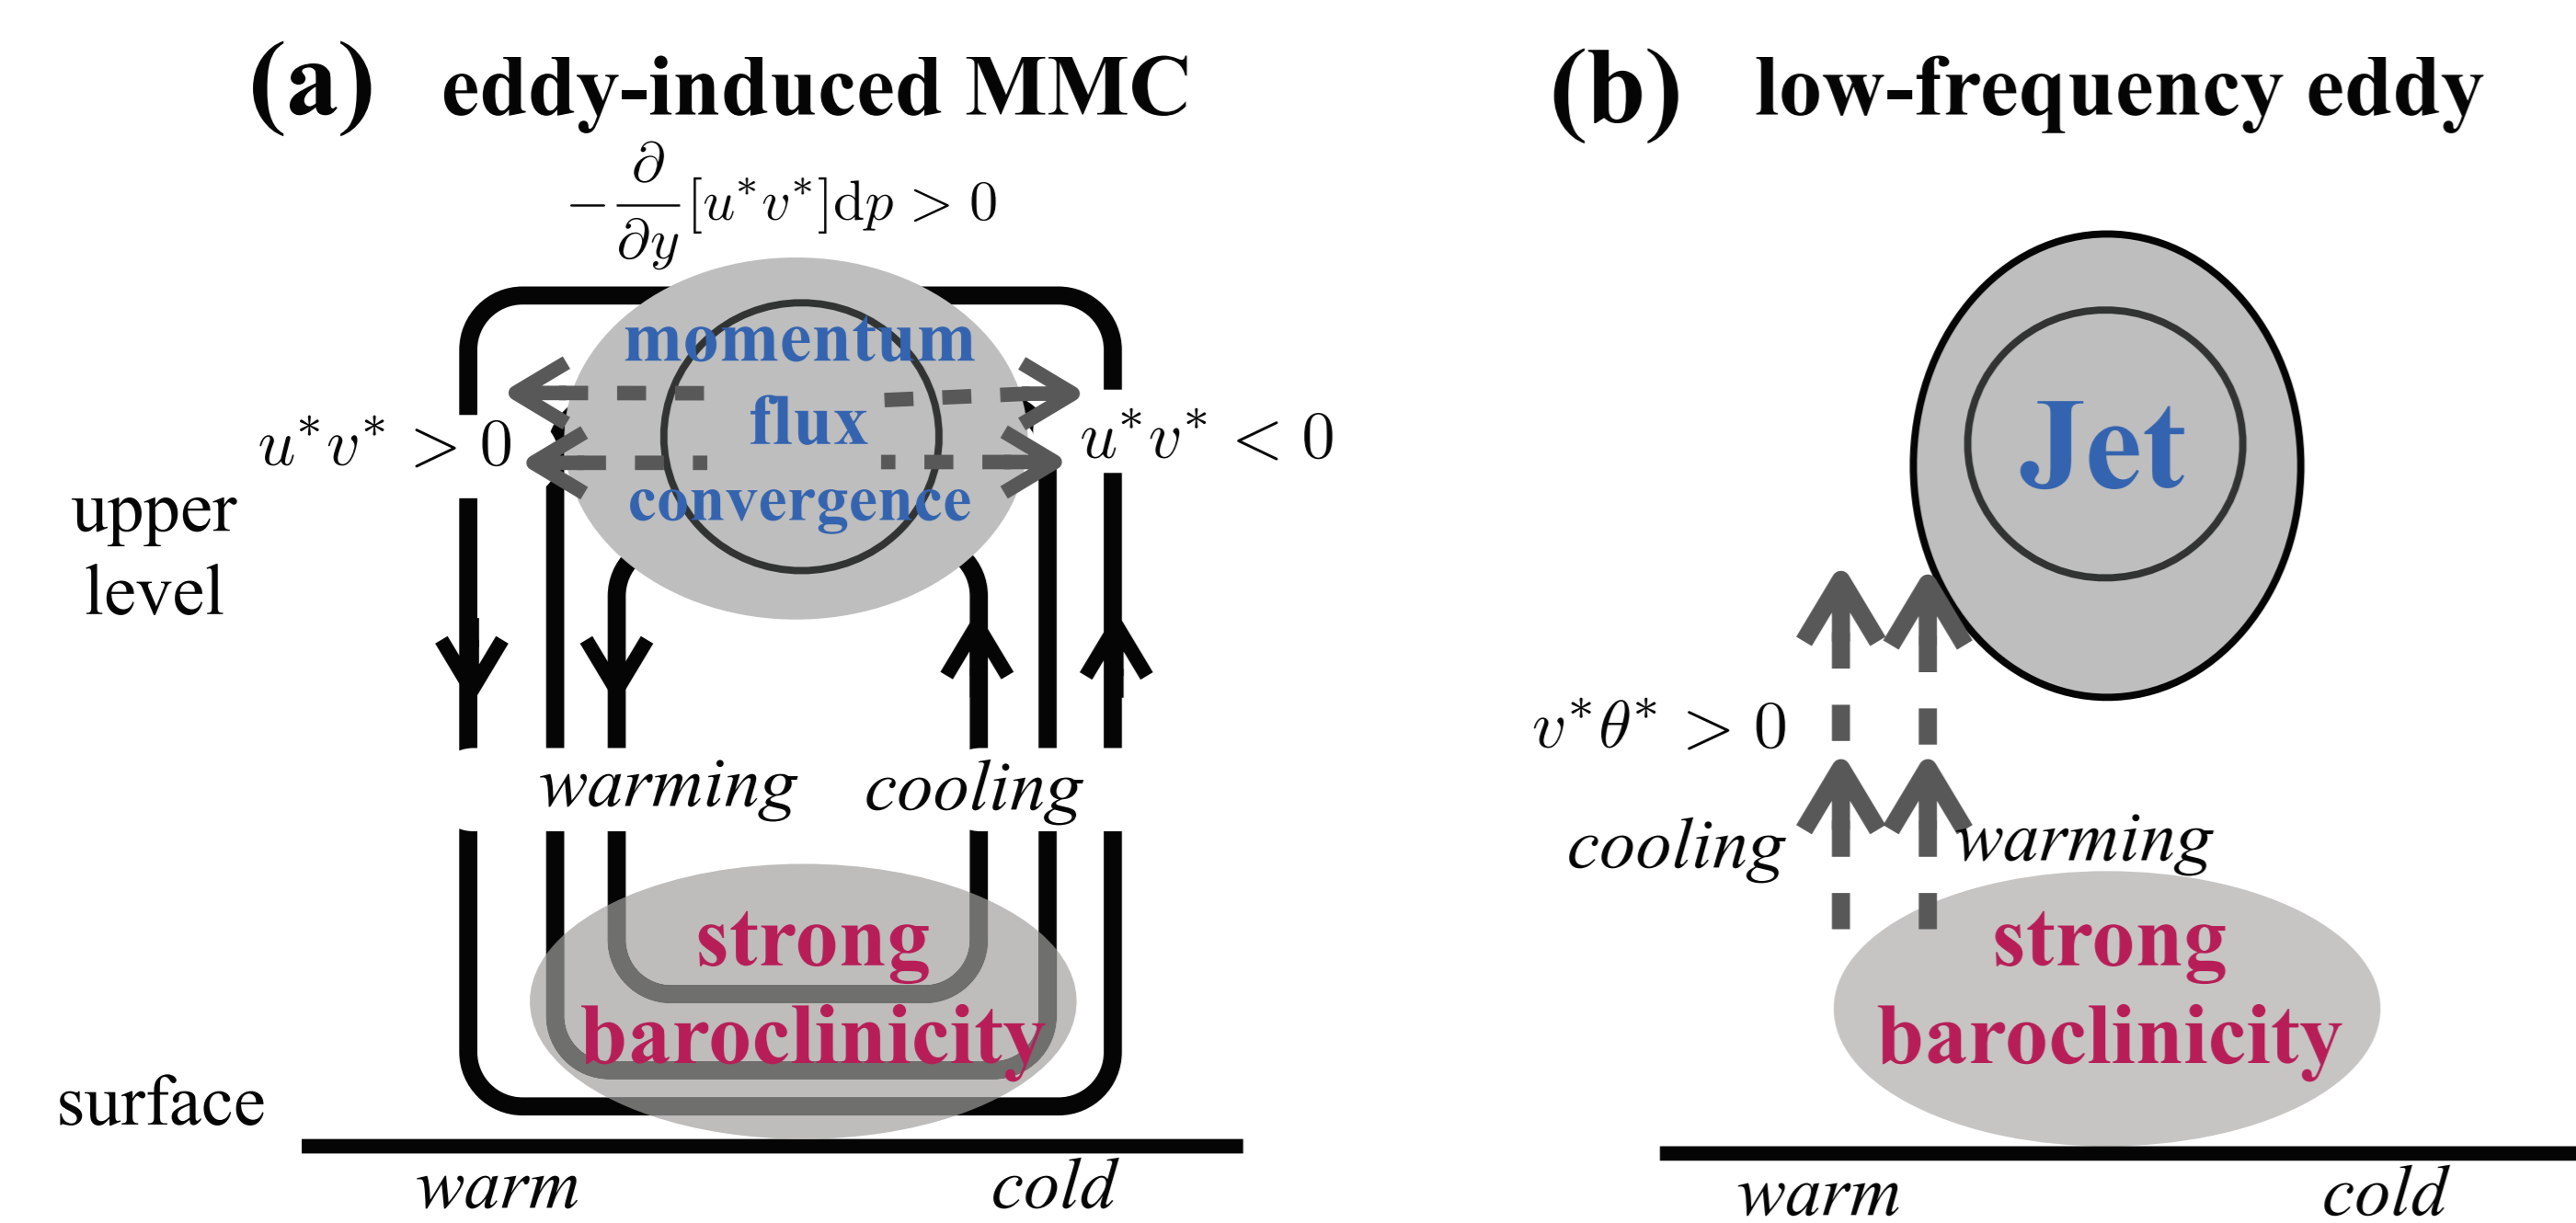 (a) eddy-induced MMC
−∂/∂y[u*v*]dp > 0
momentum
flux
convergence
u*v* > 0
u*v* < 0
upper
level
warming
cooling
strong
baroclinicity
surface
warm
cold
(b) low-frequency eddy
Jet
v*θ* > 0
cooling
warming
strong
baroclinicity
warm
cold